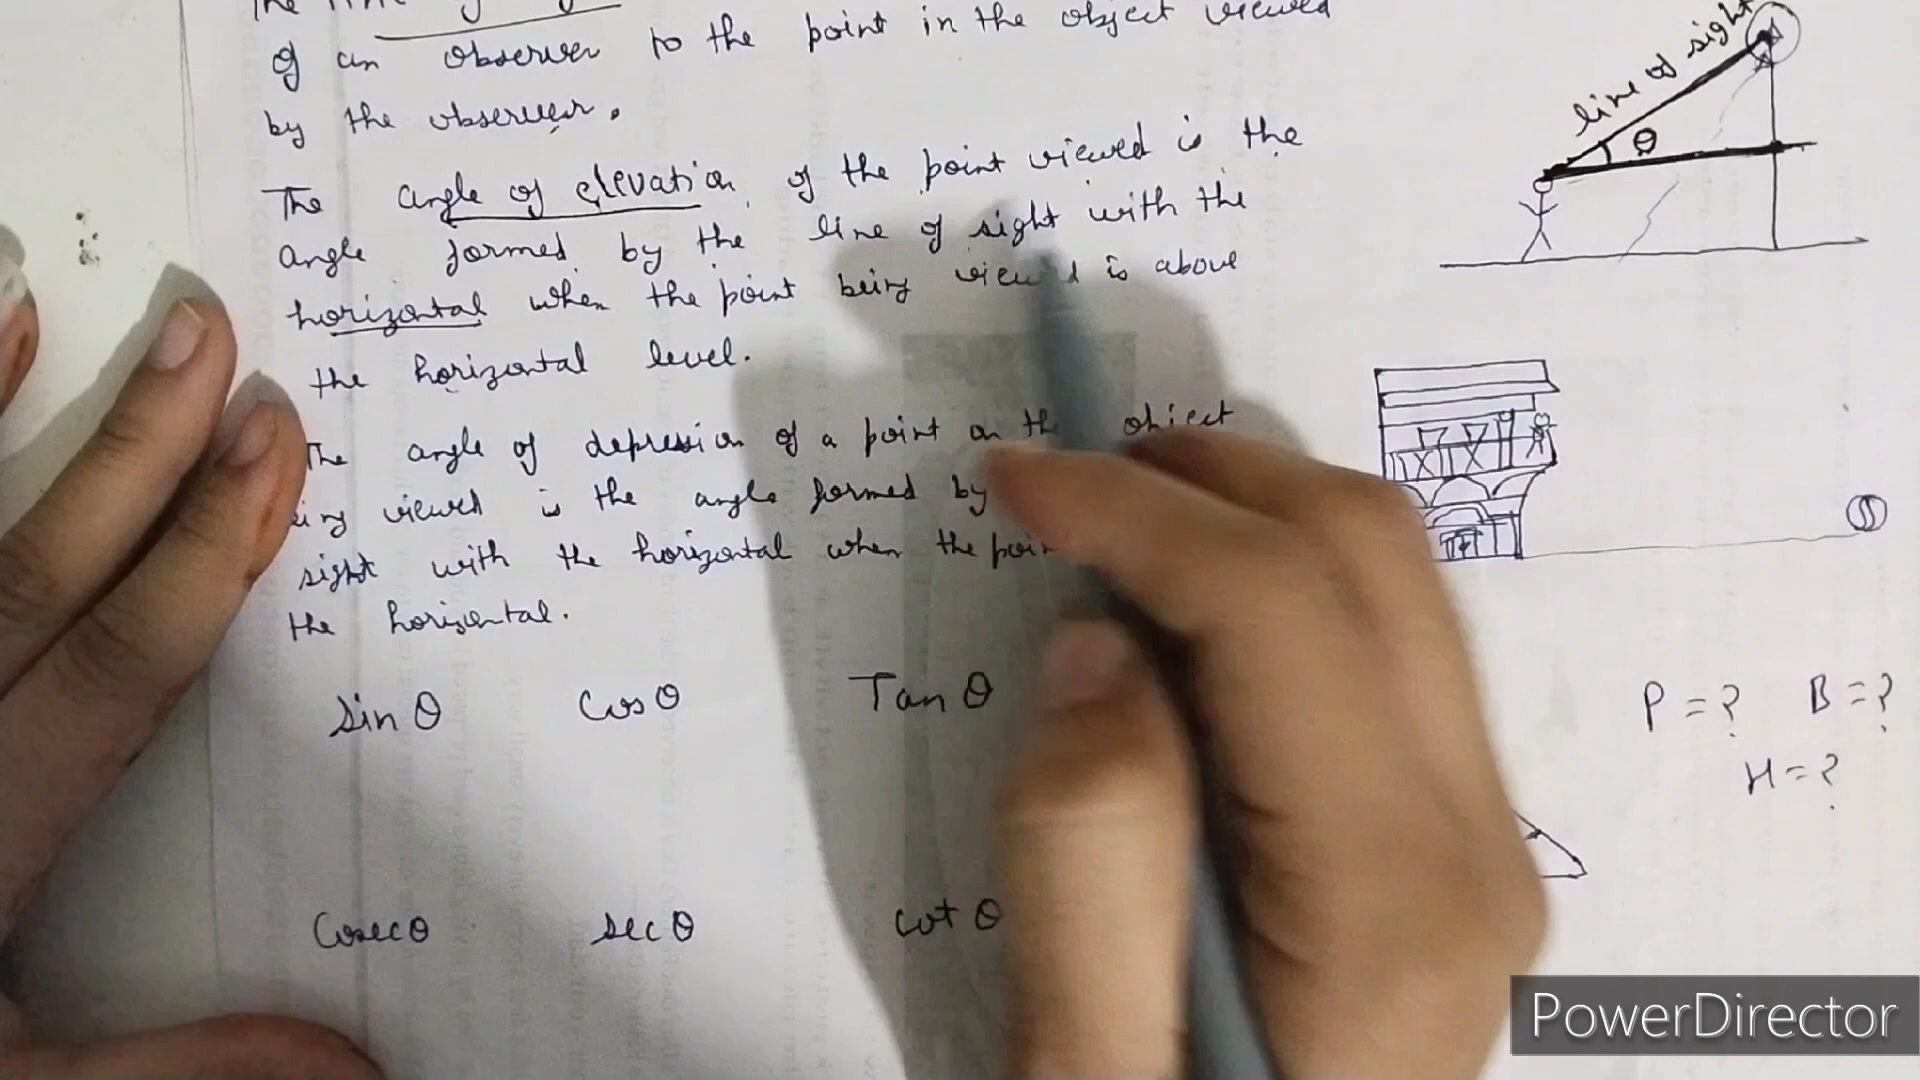 of an observer to the point in the object viewed
by the observer.
The angle of elevation of the point viewed is the
angle formed by the line of sight with the
horizontal when the point being viewed is above
the horizontal level.
The angle of depression of a point on the object
viewed is the angle formed by
sight with the horizontal when the
the horizontal.
Sin θ Cos θ Tan θ
Cosec θ sec θ cot θ
line of sight
θ
P = ? B = ?
H = ?
PowerDirector